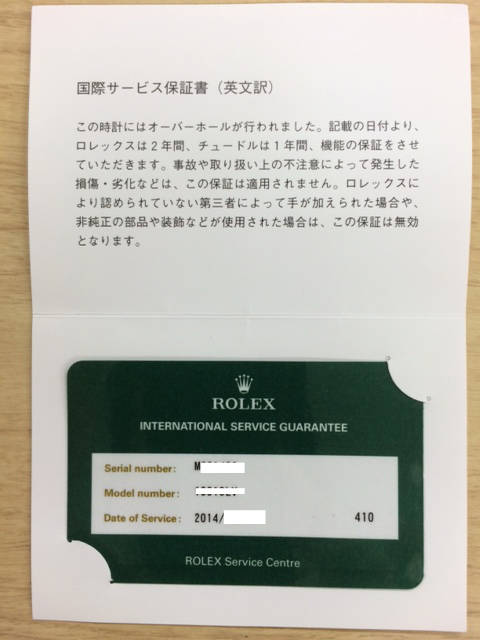 国際サービス保証書（英文訳）
この時計にはオーバーホールが行われました。記載の日付より、
ロレックスは２年間、チュードルは１年間、機能の保証をさせ
ていただきます。事故や取り扱い上の不注意によって発生した
損傷・劣化などは、この保証は適用されません。ロレックスに
により認められていない第三者によって手が加えられた場合や、
非純正の部品や装飾などが使用された場合は、この保証は無効
となります。
ROLEX
INTERNATIONAL SERVICE GUARANTEE
Serial number:
Model number:
Date of Service: 2014/ 410
ROLEX Service Centre